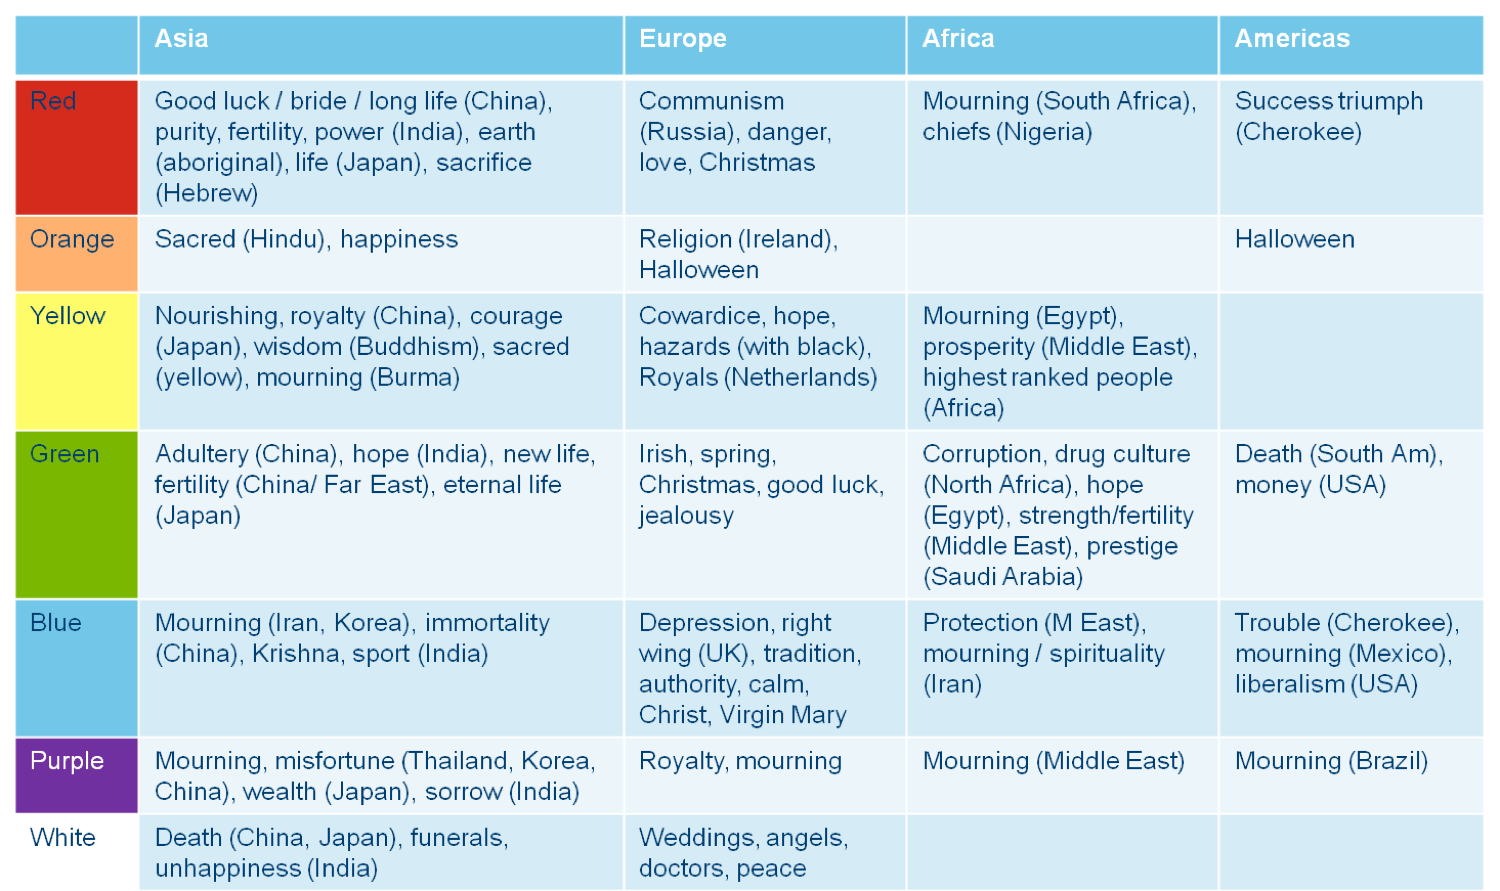 Asia
Europe
Africa
Americas
Red
Good luck / bride / long life (China),
purity, fertility, power (India), earth
(aboriginal), life (Japan), sacrifice
(Hebrew)
Communism
(Russia), danger,
love, Christmas
Mourning (South Africa),
chiefs (Nigeria)
Success triumph
(Cherokee)
Orange
Sacred (Hindu), happiness
Religion (Ireland),
Halloween
Halloween
Yellow
Nourishing, royalty (China), courage
(Japan), wisdom (Buddhism), sacred
(yellow), mourning (Burma)
Cowardice, hope,
hazards (with black),
Royals (Netherlands)
Mourning (Egypt),
prosperity (Middle East),
highest ranked people
(Africa)
Green
Adultery (China), hope (India), new life,
fertility (China/ Far East), eternal life
(Japan)
Irish, spring,
Christmas, good luck,
jealousy
Corruption, drug culture
(North Africa), hope
(Egypt), strength/fertility
(Middle East), prestige
(Saudi Arabia)
Death (South Am),
money (USA)
Blue
Mourning (Iran, Korea), immortality
(China), Krishna, sport (India)
Depression, right
wing (UK), tradition,
authority, calm,
Christ, Virgin Mary
Protection (M East),
mourning / spirituality
(Iran)
Trouble (Cherokee),
mourning (Mexico),
liberalism (USA)
Purple
Mourning, misfortune (Thailand, Korea,
China), wealth (Japan), sorrow (India)
Royalty, mourning
Mourning (Middle East)
Mourning (Brazil)
White
Death (China, Japan), funerals,
unhappiness (India)
Weddings, angels,
doctors, peace